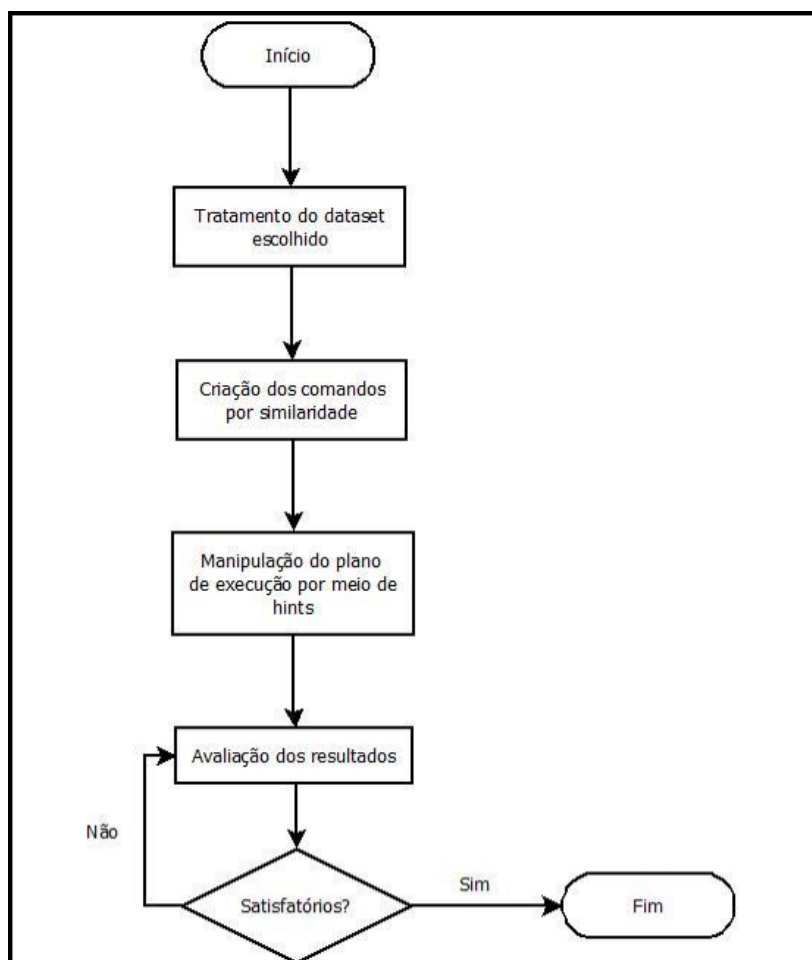 Início
Tratamento do dataset
escolhido
Criação dos comandos
por similaridade
Manipulação do plano
de execução por meio de
hints
Avaliação dos resultados
Não
Satisfatórios?
Sim
Fim